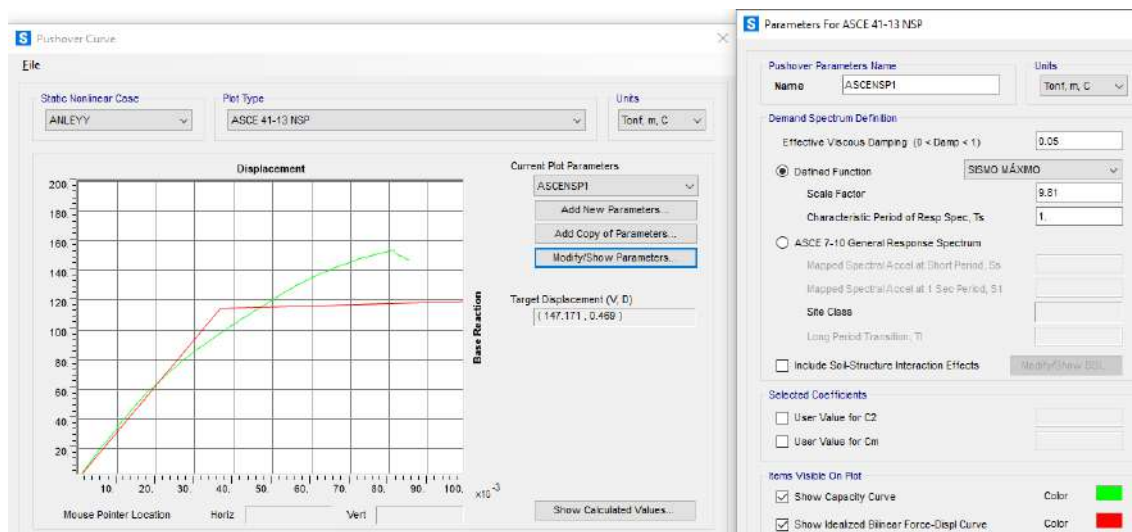 S Pushover Curve
File
Static Nonlinear Case
Plot Type
Units
ANLEYY
ASCE 41-13 NSP
Tonf, m, C
Displacement
200.
180.
160.
140.
120.
100.
80.
60.
40.
20.
10. 20. 30. 40. 50. 60. 70. 80. 90. 100.
x10 -3
Base Reaction
Mouse Pointer Location Horiz Vert
Current Plot Parameters
ASCENSP1
Add New Parameters...
Add Copy of Parameters...
Modify/Show Parameters...
Target Displacement (V, D)
( 147.171 , 0.469 )
Show Calculated Values...
S Parameters For ASCE 41-13 NSP
Pushover Parameters Name
Units
Name ASCENSP1
Tonf, m, C
Demand Spectrum Definition
Effective Viscous Damping (0 < Damp < 1) 0.05
Defined Function SISMO MÁXIMO
Scale Factor 9.81
Characteristic Period of Resp Spec, Ts 1.
ASCE 7-10 General Response Spectrum
Mapped Spectral Accel at Short Period, Ss
Mapped Spectral Accel at 1 Sec Period, S1
Site Class
Long Period Transition, Tl
Include Soil-Structure Interaction Effects Modify/Show SSI...
Selected Coefficients
User Value for C2
User Value for Cm
Items Visible On Plot
Show Capacity Curve Color
Show Idealized Bilinear Force-Displ Curve Color